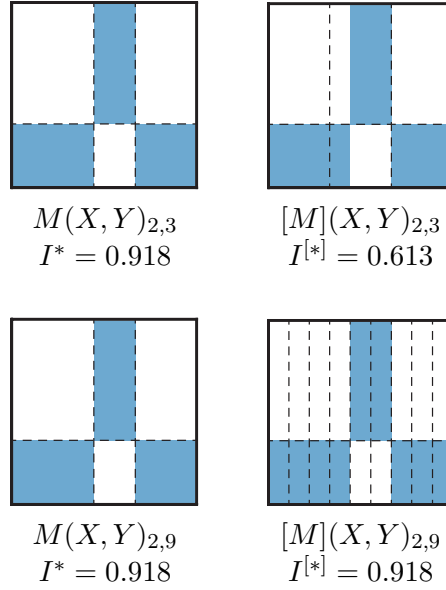 M(X, Y)₂,₃
I* = 0.918
[M](X, Y)₂,₃
I[*] = 0.613
M(X, Y)₂,₉
I* = 0.918
[M](X, Y)₂,₉
I[*] = 0.918